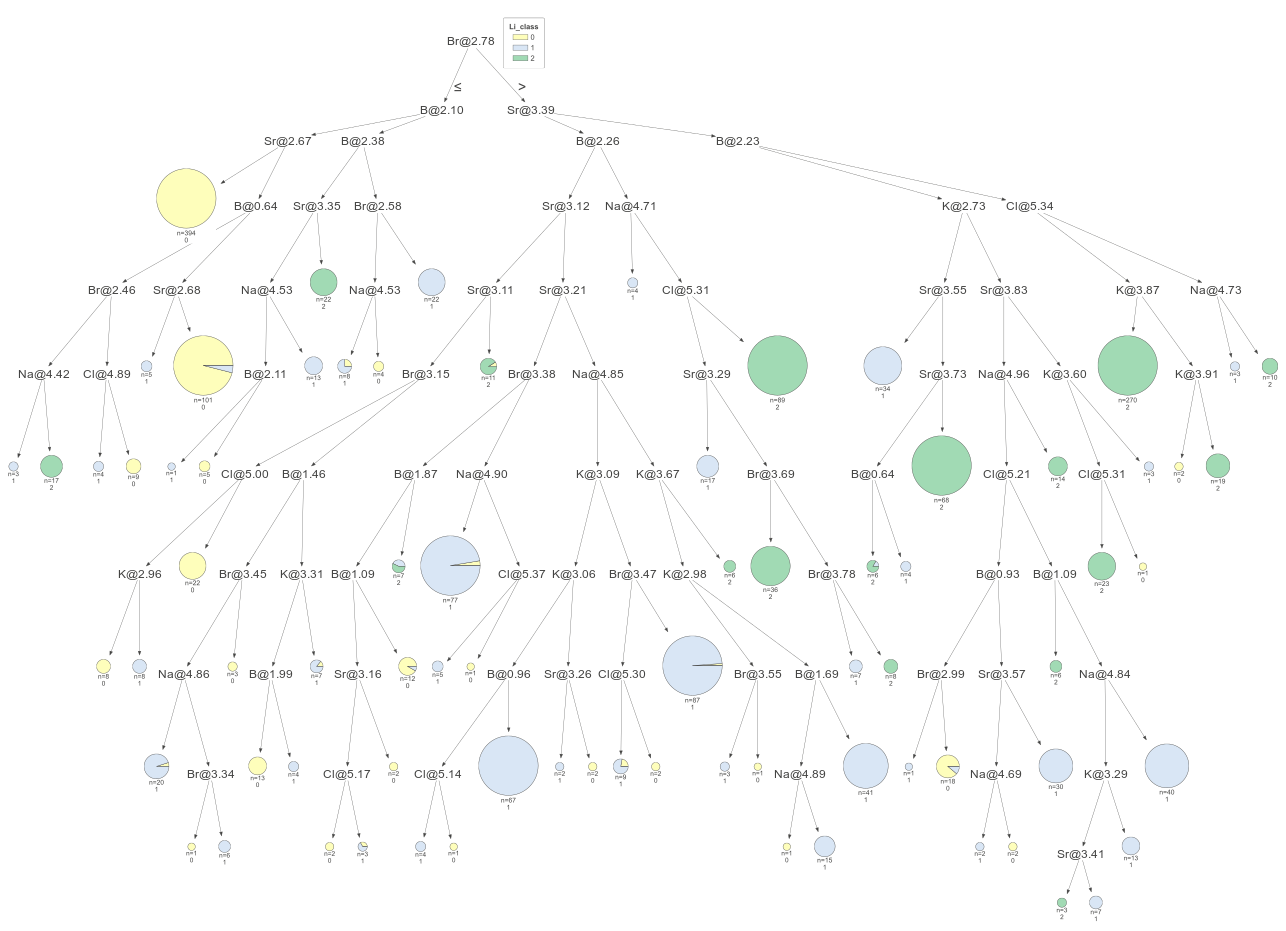 Li_class
0
1
2
Br@2.78
≤ >
B@2.10 Sr@3.39
Sr@2.67 B@2.38 B@2.26 B@2.23
B@0.64 Sr@3.35 Br@2.58 Sr@3.12 Na@4.71 K@2.73 Cl@5.34
n=394
0
Br@2.46 Sr@2.68 Na@4.53 Na@4.53 Sr@3.11 Sr@3.21 Cl@5.31 Sr@3.55 Sr@3.83 K@3.87 Na@4.73
n=22 n=22 n=4
2 1 1
Na@4.42 Cl@4.89 B@2.11 Br@3.15 Br@3.38 Na@4.85 Sr@3.29 Sr@3.73 Na@4.96 K@3.60 K@3.91
n=5 n=101 n=13 n=8 n=4 n=11 n=89 n=34 n=270 n=3 n=10
1 0 1 1 0 2 2 1 2 1 2
n=3 n=17 n=4 n=9 n=1 n=5 n=17 n=68 n=14 n=3 n=2 n=19
1 2 1 0 1 0 1 2 2 1 0 2
Cl@5.00 B@1.46 B@1.87 Na@4.90 K@3.09 K@3.67 Br@3.69 B@0.64 Cl@5.21 Cl@5.31
K@2.96 Br@3.45 K@3.31 B@1.09 Cl@5.37 K@3.06 Br@3.47 K@2.98 Br@3.78 B@0.93 B@1.09
n=22 n=7 n=77 n=6 n=36 n=6 n=4 n=23 n=1
0 2 1 2 2 2 1 2 0
Na@4.86 B@1.99 Sr@3.16 B@0.96 Sr@3.26 Cl@5.30 Br@3.55 B@1.69 Br@2.99 Sr@3.57 Na@4.84
n=8 n=8 n=3 n=7 n=12 n=5 n=1 n=87 n=7 n=8 n=6
0 1 0 1 0 1 0 1 1 2 2
Br@3.34 Cl@5.17 Cl@5.14 Na@4.89 Na@4.69 K@3.29
n=20 n=13 n=4 n=2 n=67 n=2 n=2 n=9 n=2 n=3 n=1 n=41 n=1 n=18 n=30 n=40
1 0 1 0 1 1 0 1 0 1 0 1 1 0 1 1
n=1 n=6 n=2 n=3 n=4 n=1 n=1 n=15 n=2 n=2 n=13
0 1 0 1 1 0 0 1 1 0 1
Sr@3.41
n=3 n=7
2 1